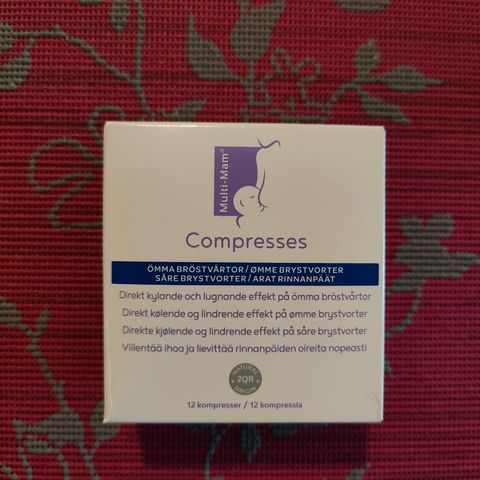 Multi-Mam®
Compresses
ÖMMA BRÖSTVÅRTOR / ØMME BRYSTVORTER
SÅRE BRYSTVORTER / ARAT RINNANPÄÄT
Direkt kylande och lugnande effekt på ömma bröstvårtor
Direkt kølende og lindrende effekt på ømme brystvorter
Direkte kjølende og lindrende effekt på såre brystvorter
Viilentää ihoa ja lievittää rinnanpäiden oireita nopeasti
NATURAL
2QR
ORIGIN
12 kompresser / 12 kompressia